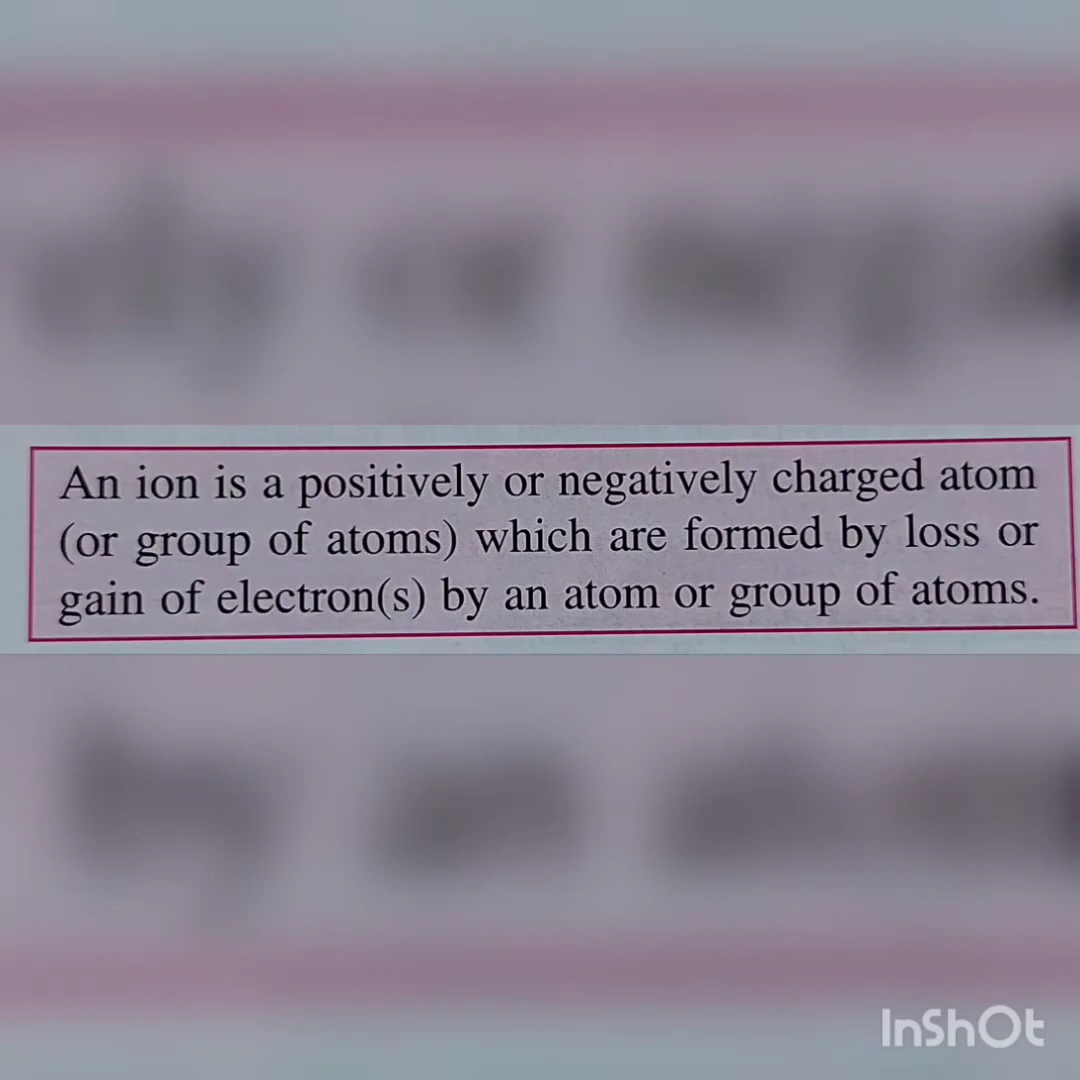 An ion is a positively or negatively charged atom
(or group of atoms) which are formed by loss or
gain of electron(s) by an atom or group of atoms.
InShOt